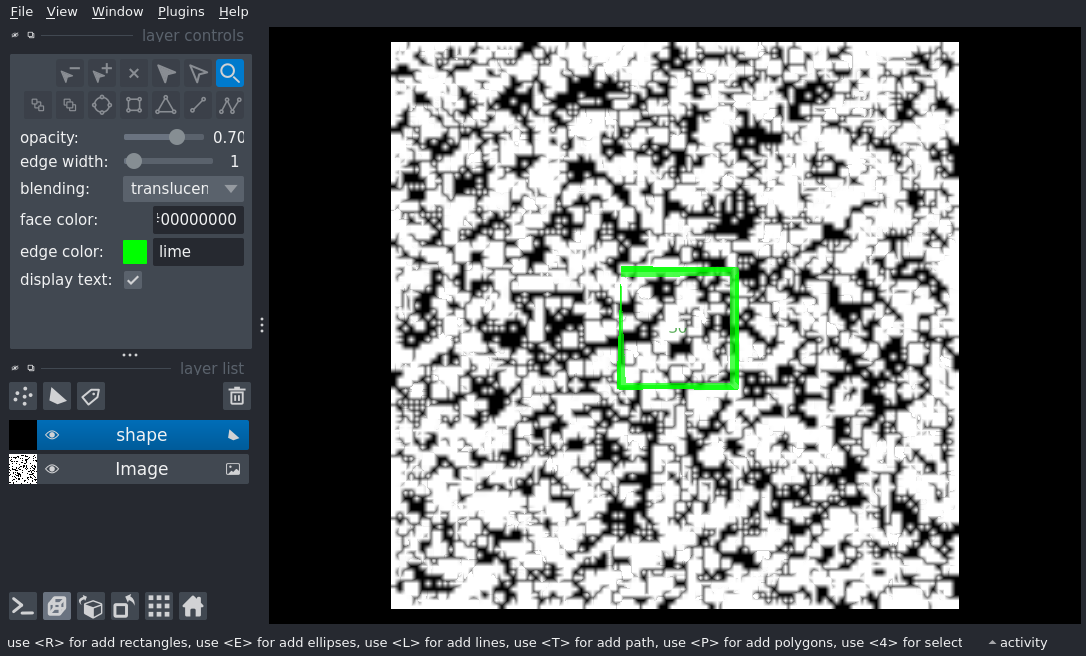 File View Window Plugins Help
layer controls
opacity: 0.70
edge width: 1
blending: translucen
face color: 00000000
edge color: lime
display text:
layer list
shape
Image
use <R> for add rectangles, use <E> for add ellipses, use <L> for add lines, use <T> for add path, use <P> for add polygons, use <4> for select
activity